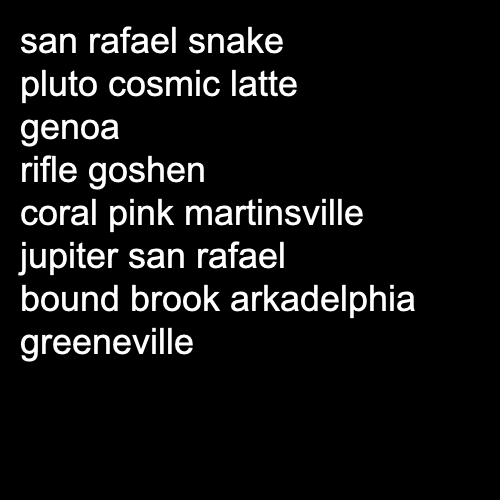 san rafael snake
pluto cosmic latte
genoa
rifle goshen
coral pink martinsville
jupiter san rafael
bound brook arkadelphia
greeneville